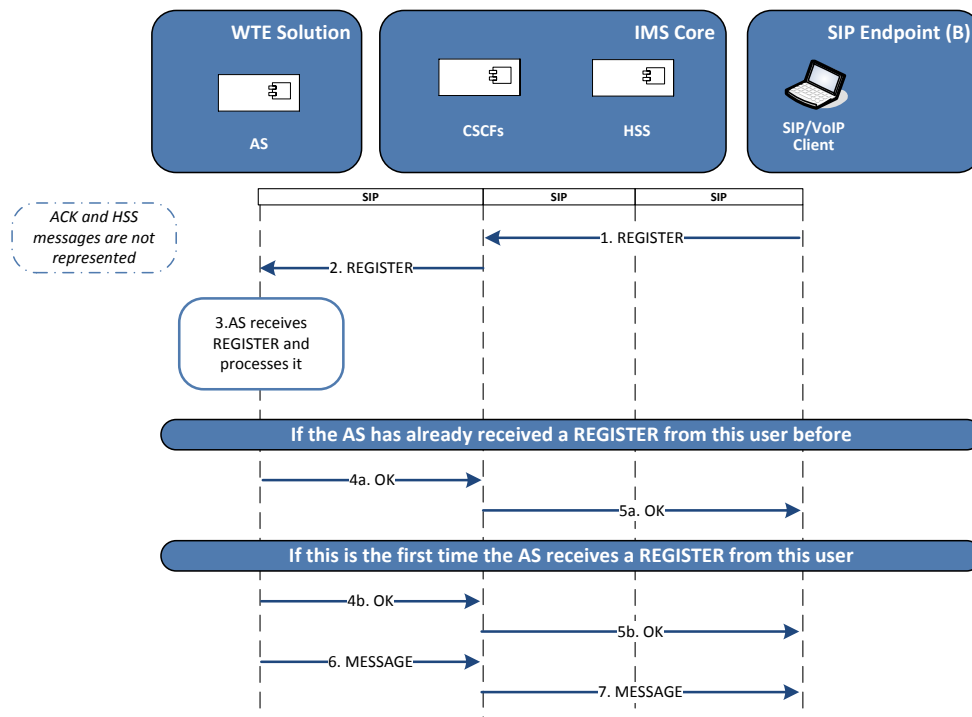 WTE Solution
IMS Core
SIP Endpoint (B)
AS
CSCFs
HSS
SIP/VoIP
Client
SIP
SIP
SIP
ACK and HSS
messages are not
represented
1. REGISTER
2. REGISTER
3.AS receives
REGISTER and
processes it
If the AS has already received a REGISTER from this user before
4a. OK
5a. OK
If this is the first time the AS receives a REGISTER from this user
4b. OK
5b. OK
6. MESSAGE
7. MESSAGE